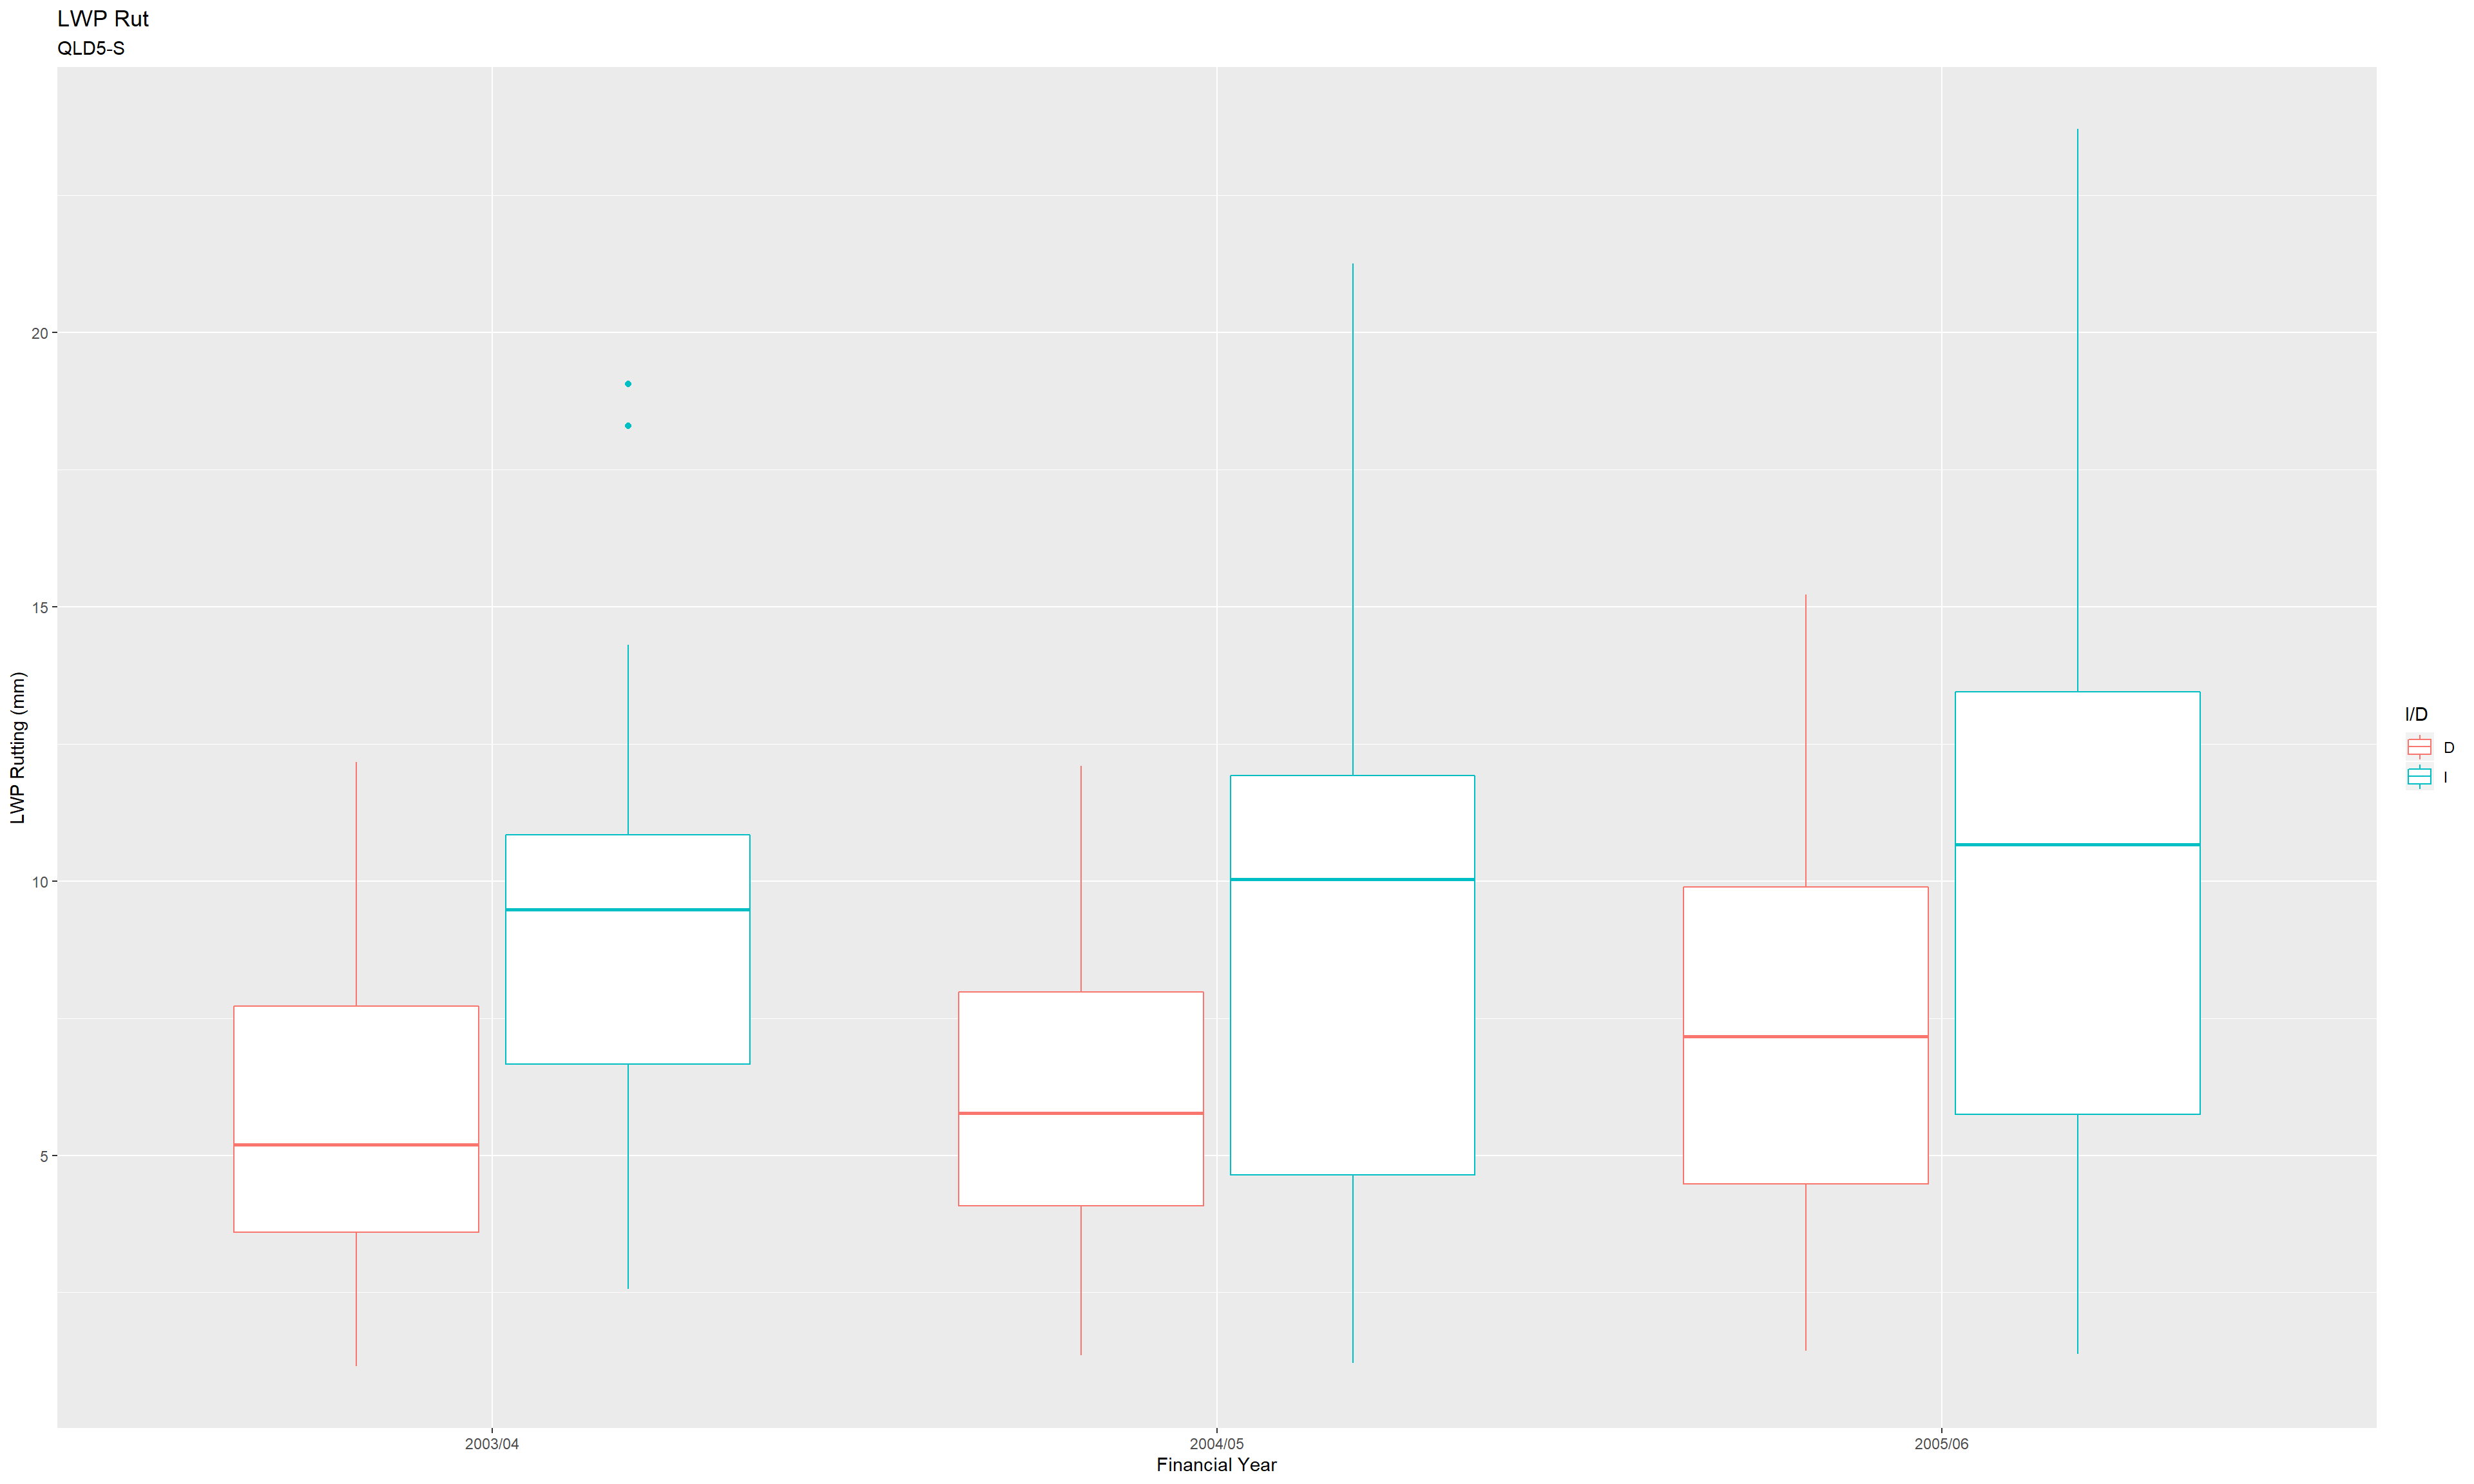 LWP Rut
QLD5-S
LWP Rutting (mm)
20
15
10
5
2003/04
2004/05
2005/06
Financial Year
I/D
D
I